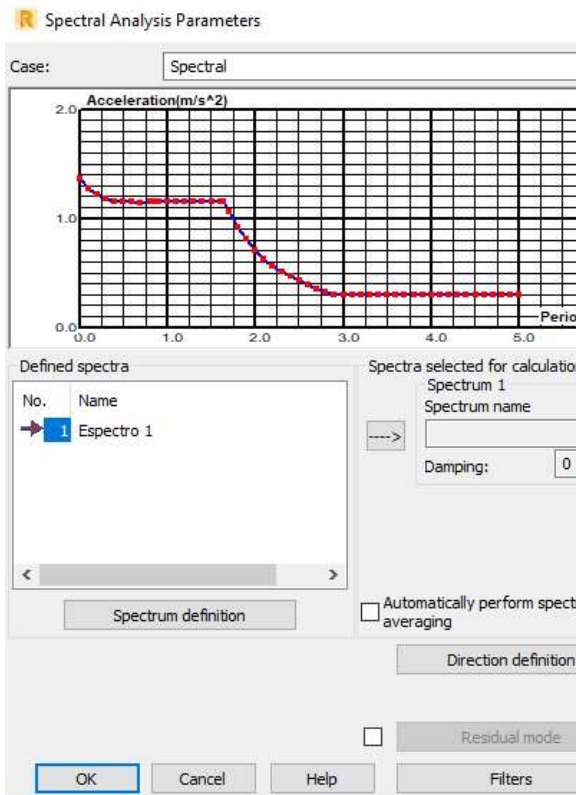 R Spectral Analysis Parameters
Case: Spectral
Acceleration(m/s^2)
2.0
1.0
0.0
0.0 1.0 2.0 3.0 4.0 5.0
Perio
Defined spectra
No. Name
1 Espectro 1
Spectrum definition
Spectra selected for calculation
Spectrum 1
Spectrum name
---->
Damping: 0
Automatically perform spect
averaging
Direction definition
Residual mode
OK Cancel Help Filters